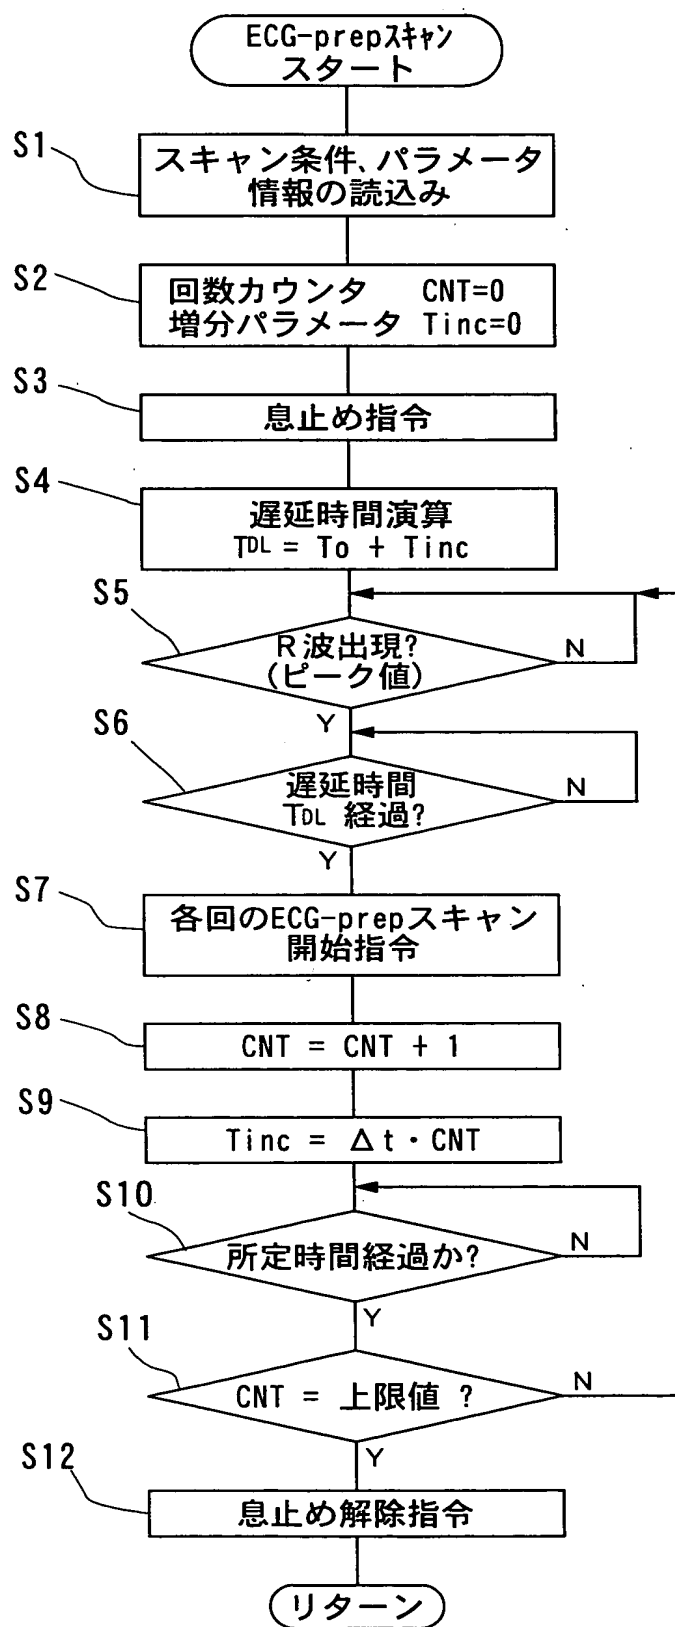 ECG-prepスキャン
スタート
S1
スキャン条件、パラメータ
情報の読込み
S2
回数カウンタ CNT=0
増分パラメータ Tinc=0
S3
息止め指令
S4
遅延時間演算
TDL = To + Tinc
S5
R波出現?
(ピーク値)
N
Y
S6
遅延時間
TDL 経過?
N
Y
S7
各回のECG-prepスキャン
開始指令
S8
CNT = CNT + 1
S9
Tinc = Δt・CNT
S10
所定時間経過か?
N
Y
S11
CNT = 上限値 ?
N
Y
S12
息止め解除指令
リターン